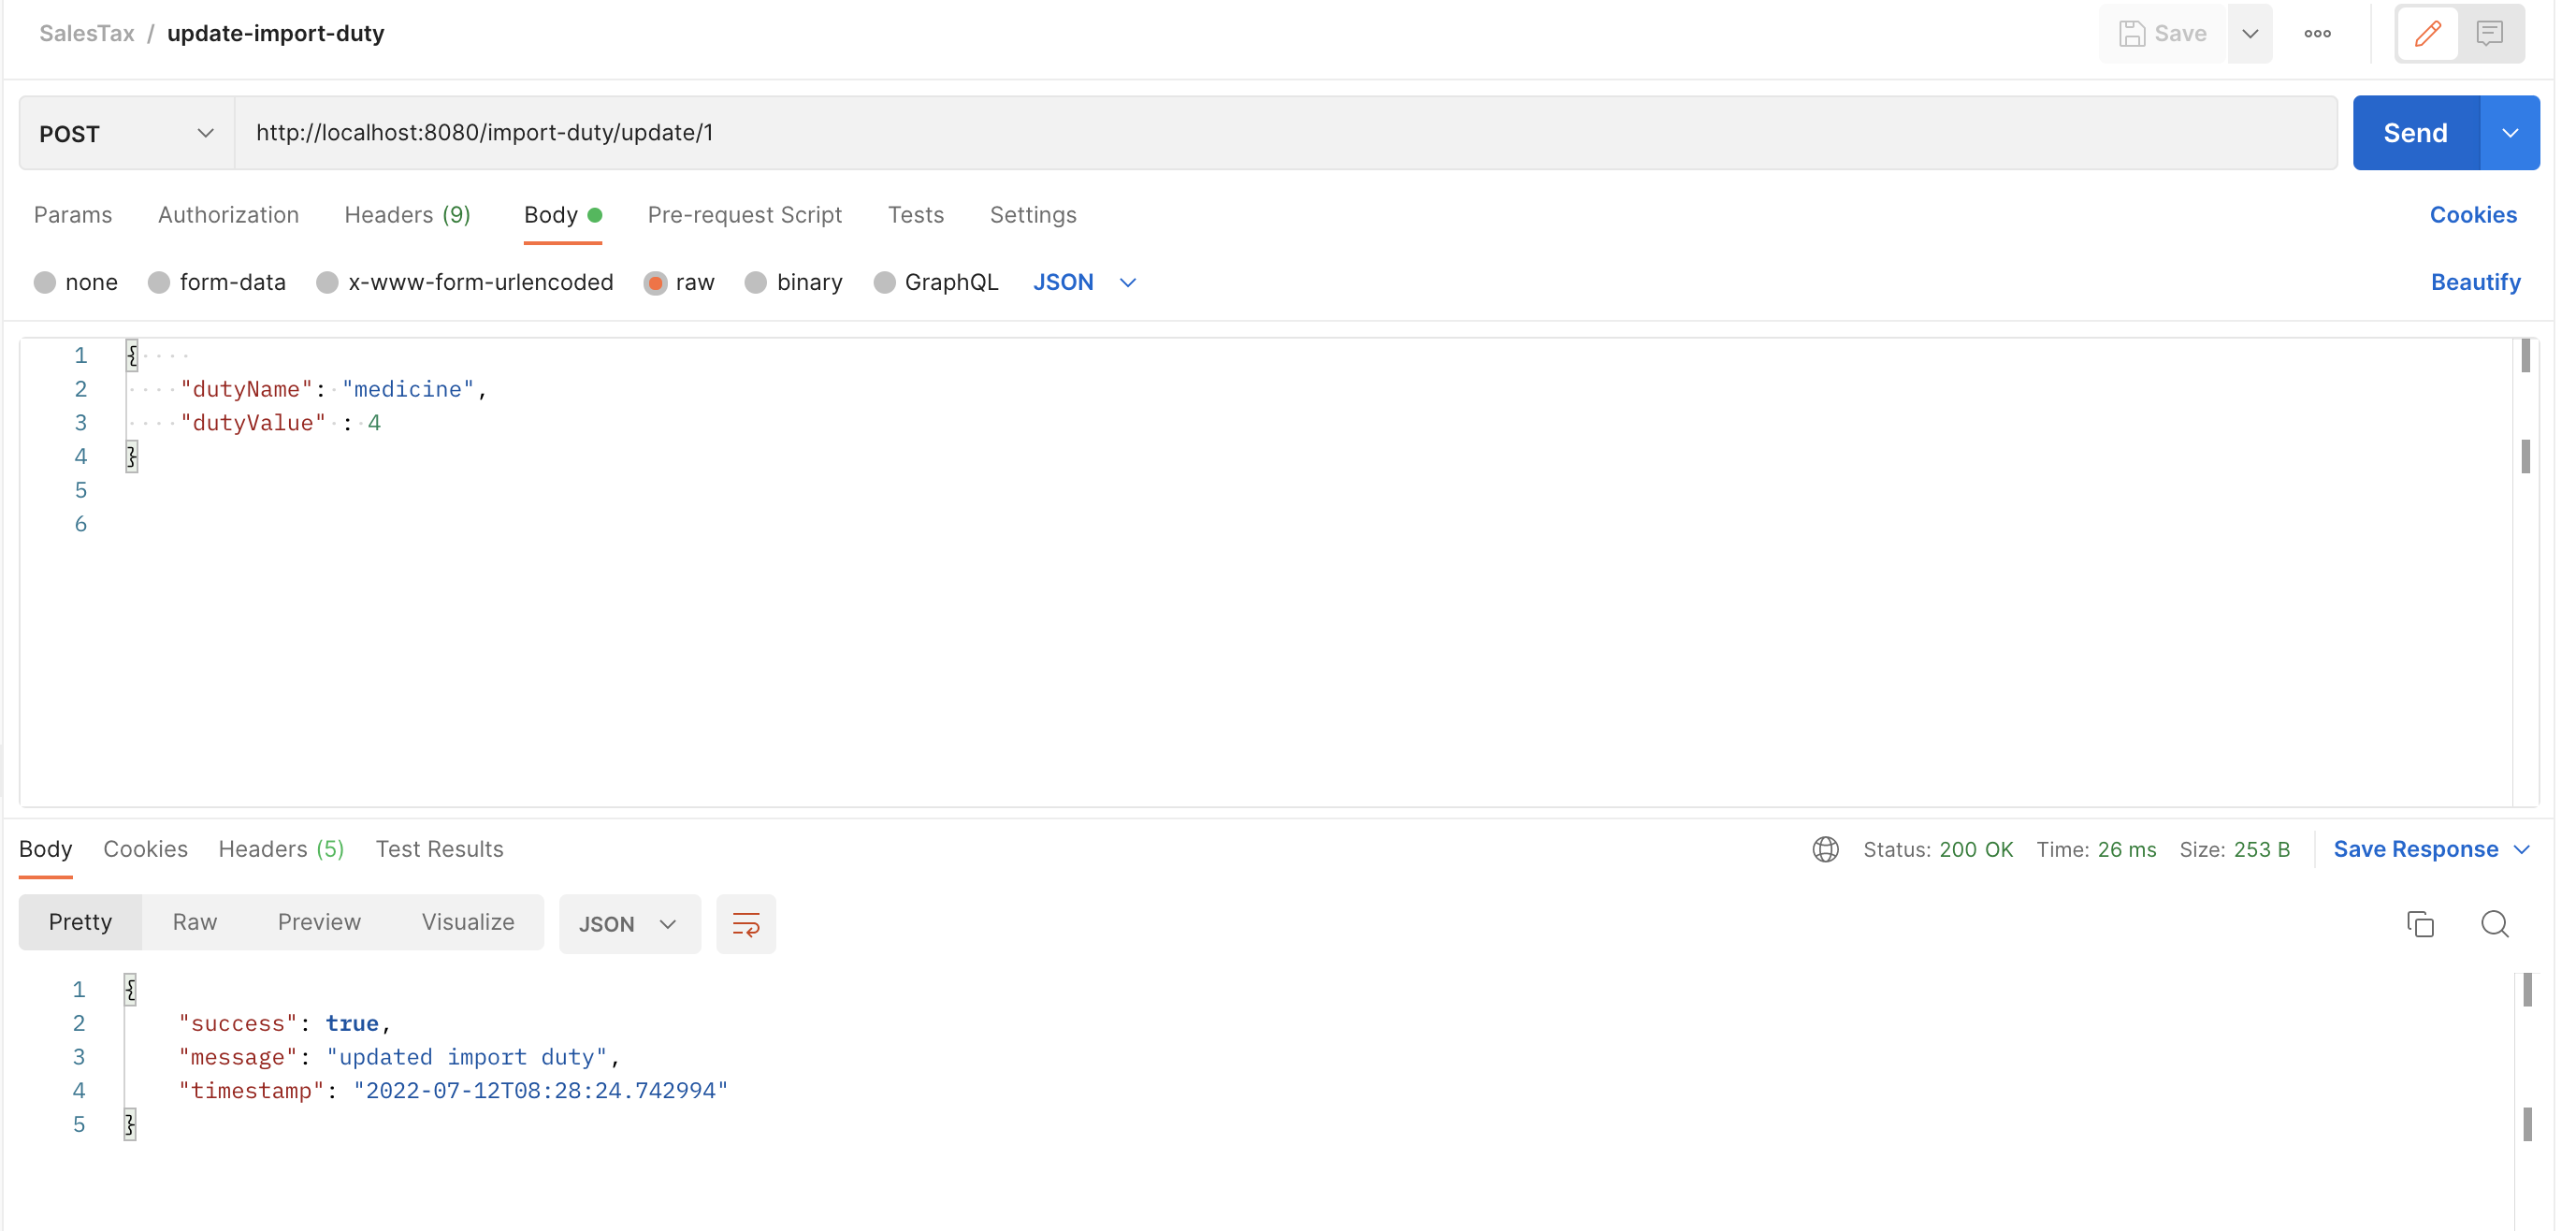 SalesTax / update-import-duty
Save
POST http://localhost:8080/import-duty/update/1 Send
Params Authorization Headers (9) Body Pre-request Script Tests Settings Cookies
none form-data x-www-form-urlencoded raw binary GraphQL JSON Beautify
1 {
2 "dutyName": "medicine",
3 "dutyValue" : 4
4 }
5
6
Body Cookies Headers (5) Test Results Status: 200 OK Time: 26 ms Size: 253 B Save Response
Pretty Raw Preview Visualize JSON
1 {
2 "success": true,
3 "message": "updated import duty",
4 "timestamp": "2022-07-12T08:28:24.742994"
5 }